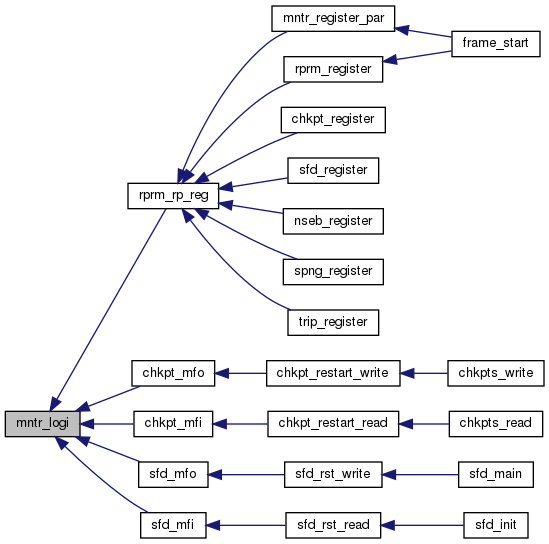 mntr_register_par
frame_start
rprm_register
chkpt_register
sfd_register
rprm_rp_reg
nseb_register
spng_register
trip_register
chkpt_mfo
chkpt_restart_write
chkpts_write
mntr_logi
chkpt_mfi
chkpt_restart_read
chkpts_read
sfd_mfo
sfd_rst_write
sfd_main
sfd_mfi
sfd_rst_read
sfd_init